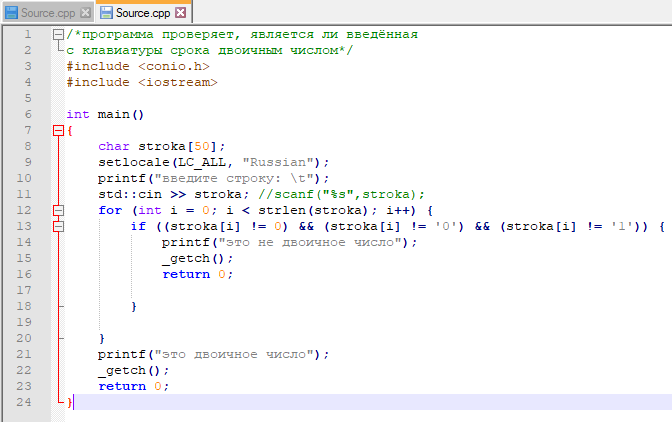 Source.cpp Source.cpp
1 /*программа проверяет, является ли введённая
2 с клавиатуры срока двоичным числом*/
3 #include <conio.h>
4 #include <iostream>
5
6 int main()
7 {
8 char stroka[50];
9 setlocale(LC_ALL, "Russian");
10 printf("введите строку: \t");
11 std::cin >> stroka; //scanf("%s",stroka);
12 for (int i = 0; i < strlen(stroka); i++) {
13 if ((stroka[i] != 0) && (stroka[i] != '0') && (stroka[i] != '1')) {
14 printf("это не двоичное число");
15 _getch();
16 return 0;
17
18 }
19
20 }
21 printf("это двоичное число");
22 _getch();
23 return 0;
24 }